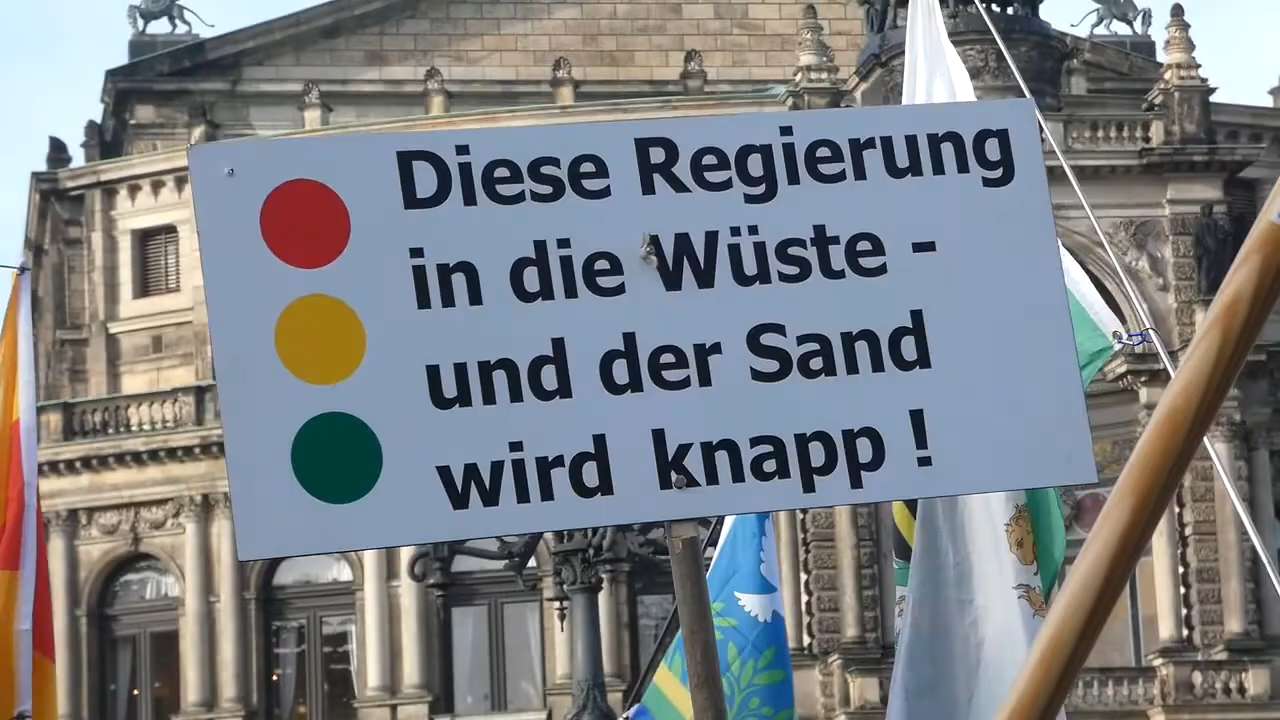 Diese Regierung
in die Wüste -
und der Sand
wird knapp !